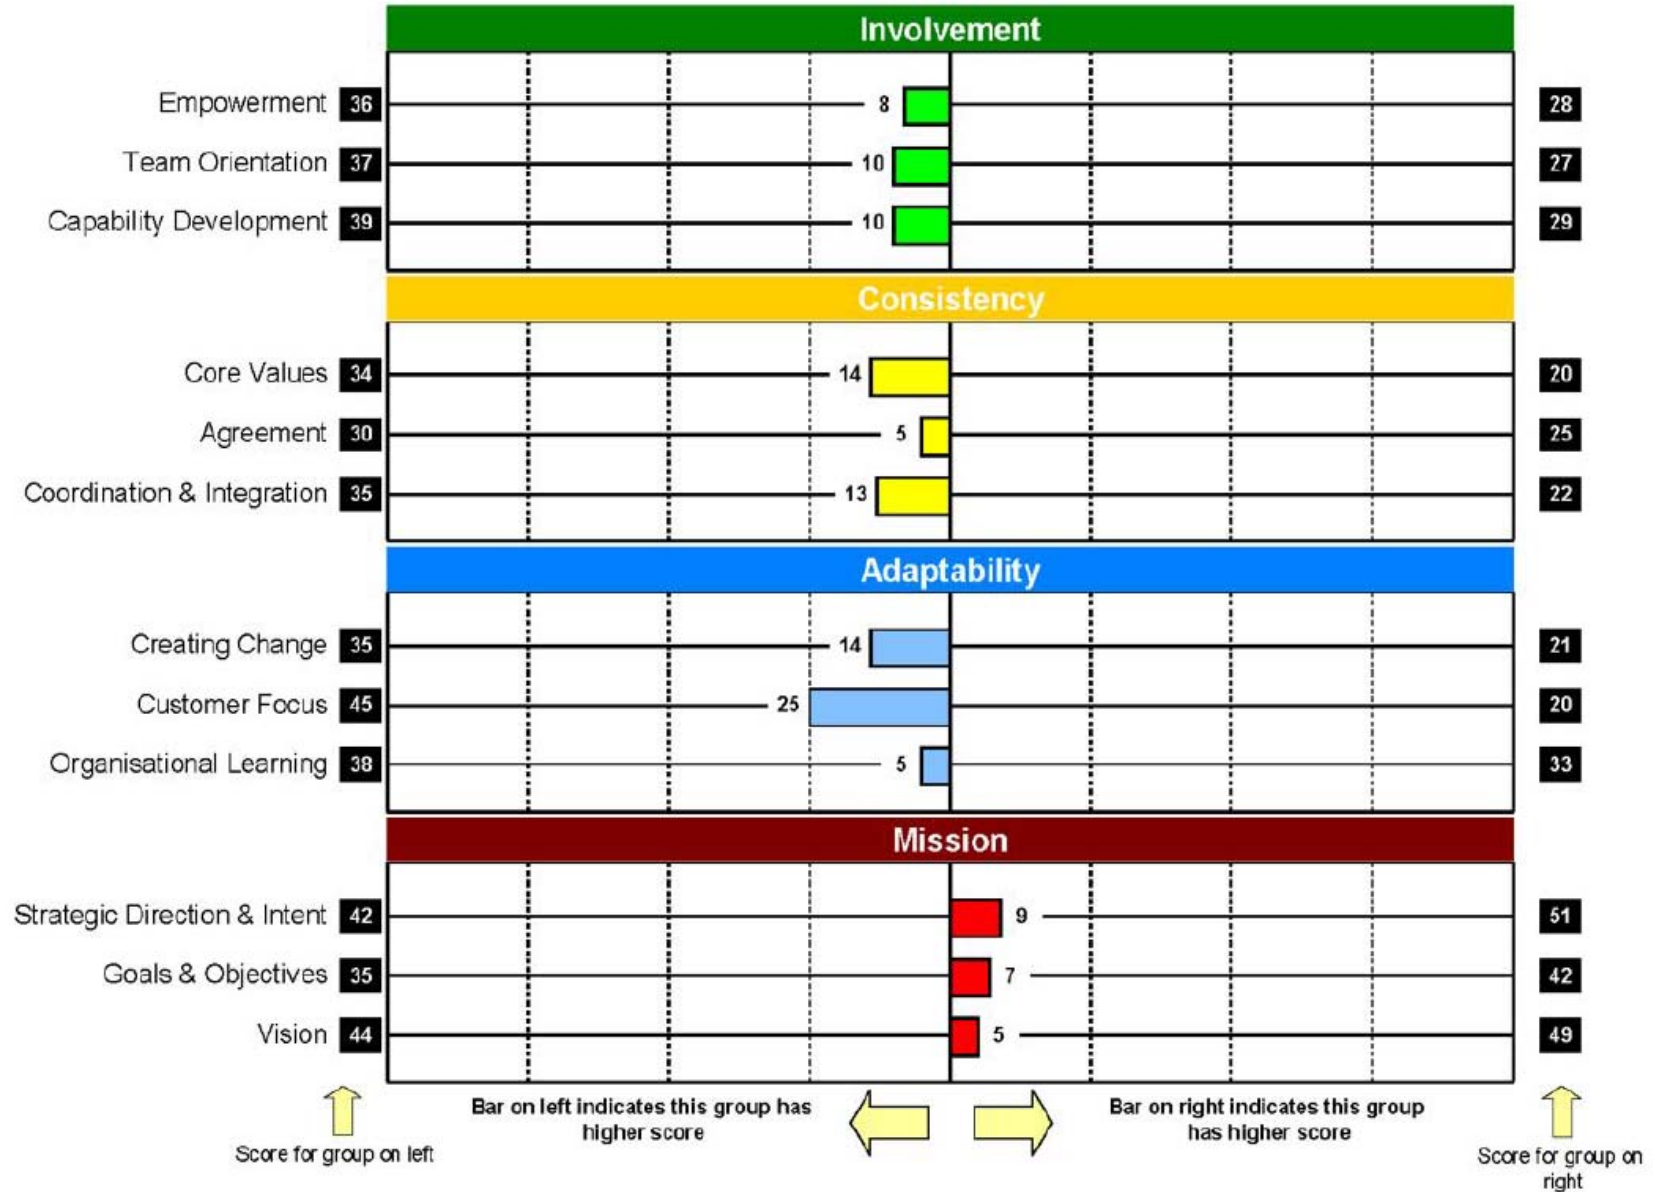 Involvement
Empowerment 36 8 28
Team Orientation 37 10 27
Capability Development 39 10 29
Consistency
Core Values 34 14 20
Agreement 30 5 25
Coordination & Integration 35 13 22
Adaptability
Creating Change 35 14 21
Customer Focus 45 25 20
Organisational Learning 38 5 33
Mission
Strategic Direction & Intent 42 9 51
Goals & Objectives 35 7 42
Vision 44 5 49
Score for group on left
Bar on left indicates this group has
higher score
Bar on right indicates this group
has higher score
Score for group on
right